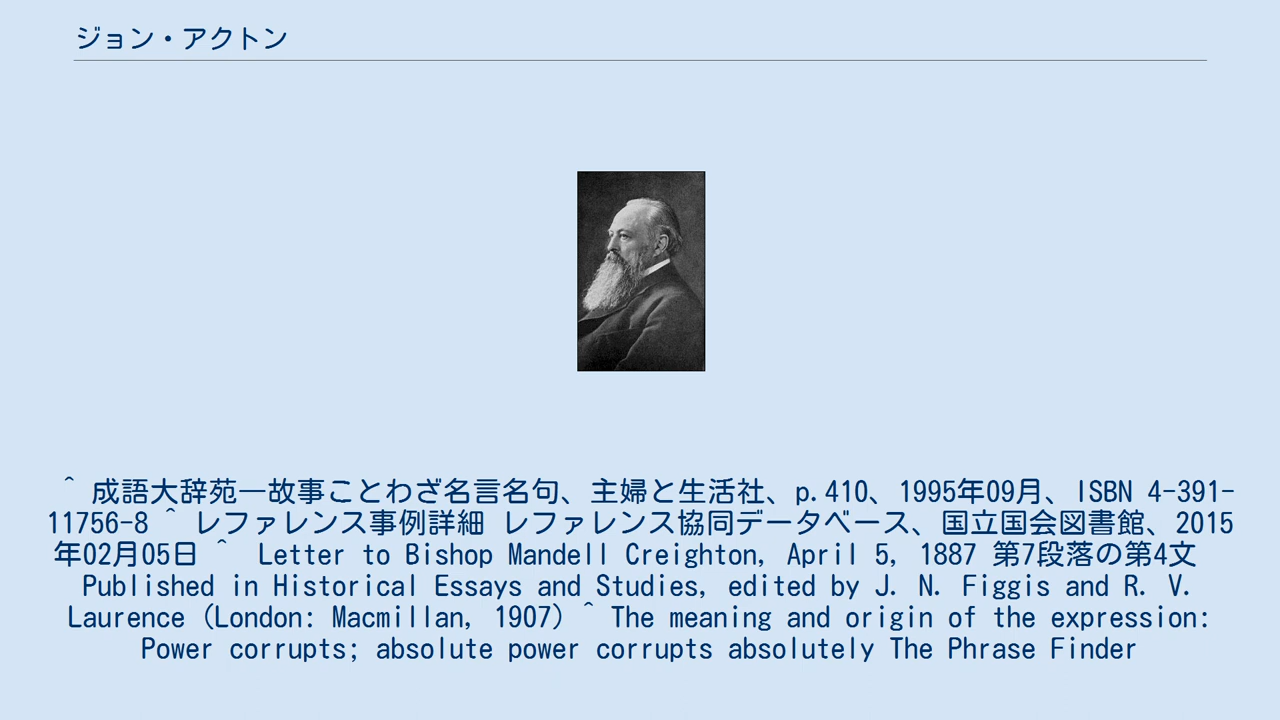 ジョン・アクトン
^ 成語大辞苑―故事ことわざ名言名句、主婦と生活社、p.410、1995年09月、ISBN 4-391-
11756-8 ^ レファレンス事例詳細 レファレンス協同データベース、国立国会図書館、2015
年02月05日 ^ Letter to Bishop Mandell Creighton, April 5, 1887 第7段落の第4文
Published in Historical Essays and Studies, edited by J. N. Figgis and R. V.
Laurence (London: Macmillan, 1907) ^ The meaning and origin of the expression:
Power corrupts; absolute power corrupts absolutely The Phrase Finder